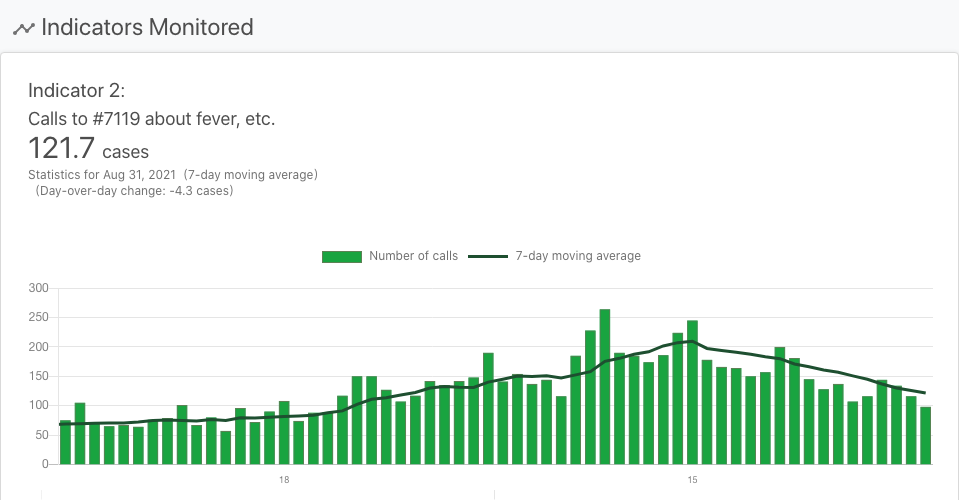 Indicators Monitored
Indicator 2:
Calls to #7119 about fever, etc.
121.7 cases
Statistics for Aug 31, 2021 (7-day moving average)
(Day-over-day change: -4.3 cases)
Number of calls 7-day moving average
300
250
200
150
100
50
0
18 15